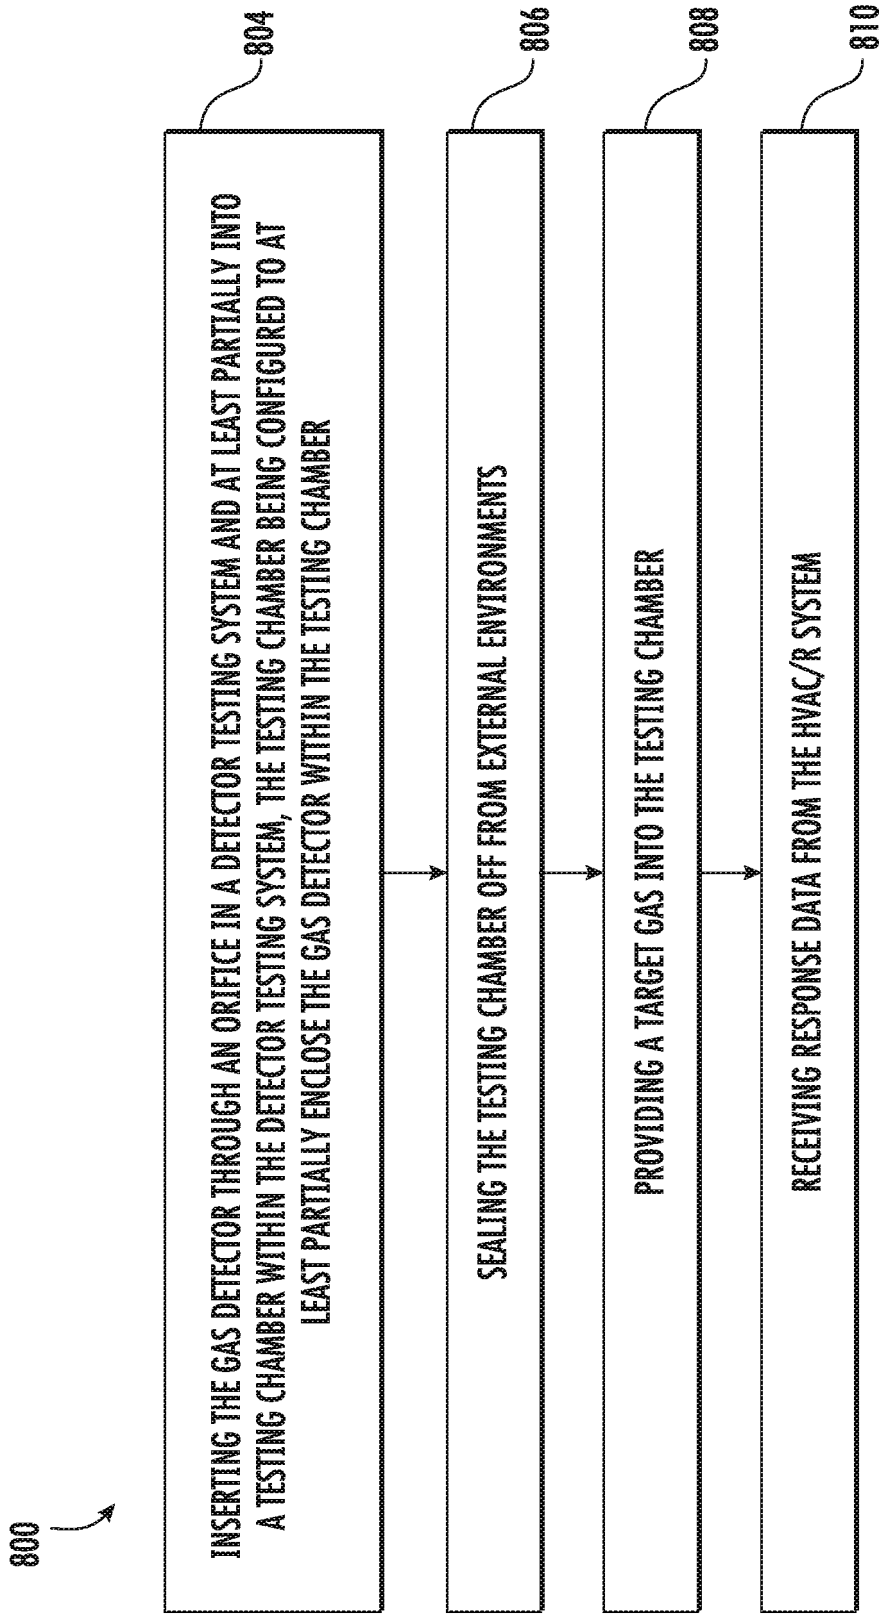 800
INSERTING THE GAS DETECTOR THROUGH AN ORIFICE IN A DETECTOR TESTING SYSTEM AND AT LEAST PARTIALLY INTO
A TESTING CHAMBER WITHIN THE DETECTOR TESTING SYSTEM, THE TESTING CHAMBER BEING CONFIGURED TO AT
LEAST PARTIALLY ENCLOSE THE GAS DETECTOR WITHIN THE TESTING CHAMBER
804
SEALING THE TESTING CHAMBER OFF FROM EXTERNAL ENVIRONMENTS
806
PROVIDING A TARGET GAS INTO THE TESTING CHAMBER
808
RECEIVING RESPONSE DATA FROM THE HVAC/R SYSTEM
810